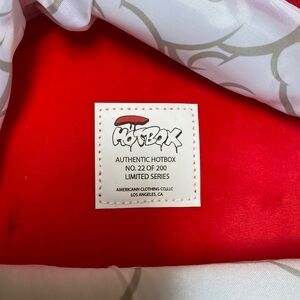 HOTBOX
AUTHENTIC HOTBOX
NO. 22 OF 200
LIMITED SERIES
AMERICANN CLOTHING CO,LLC
LOS ANGELES, CA